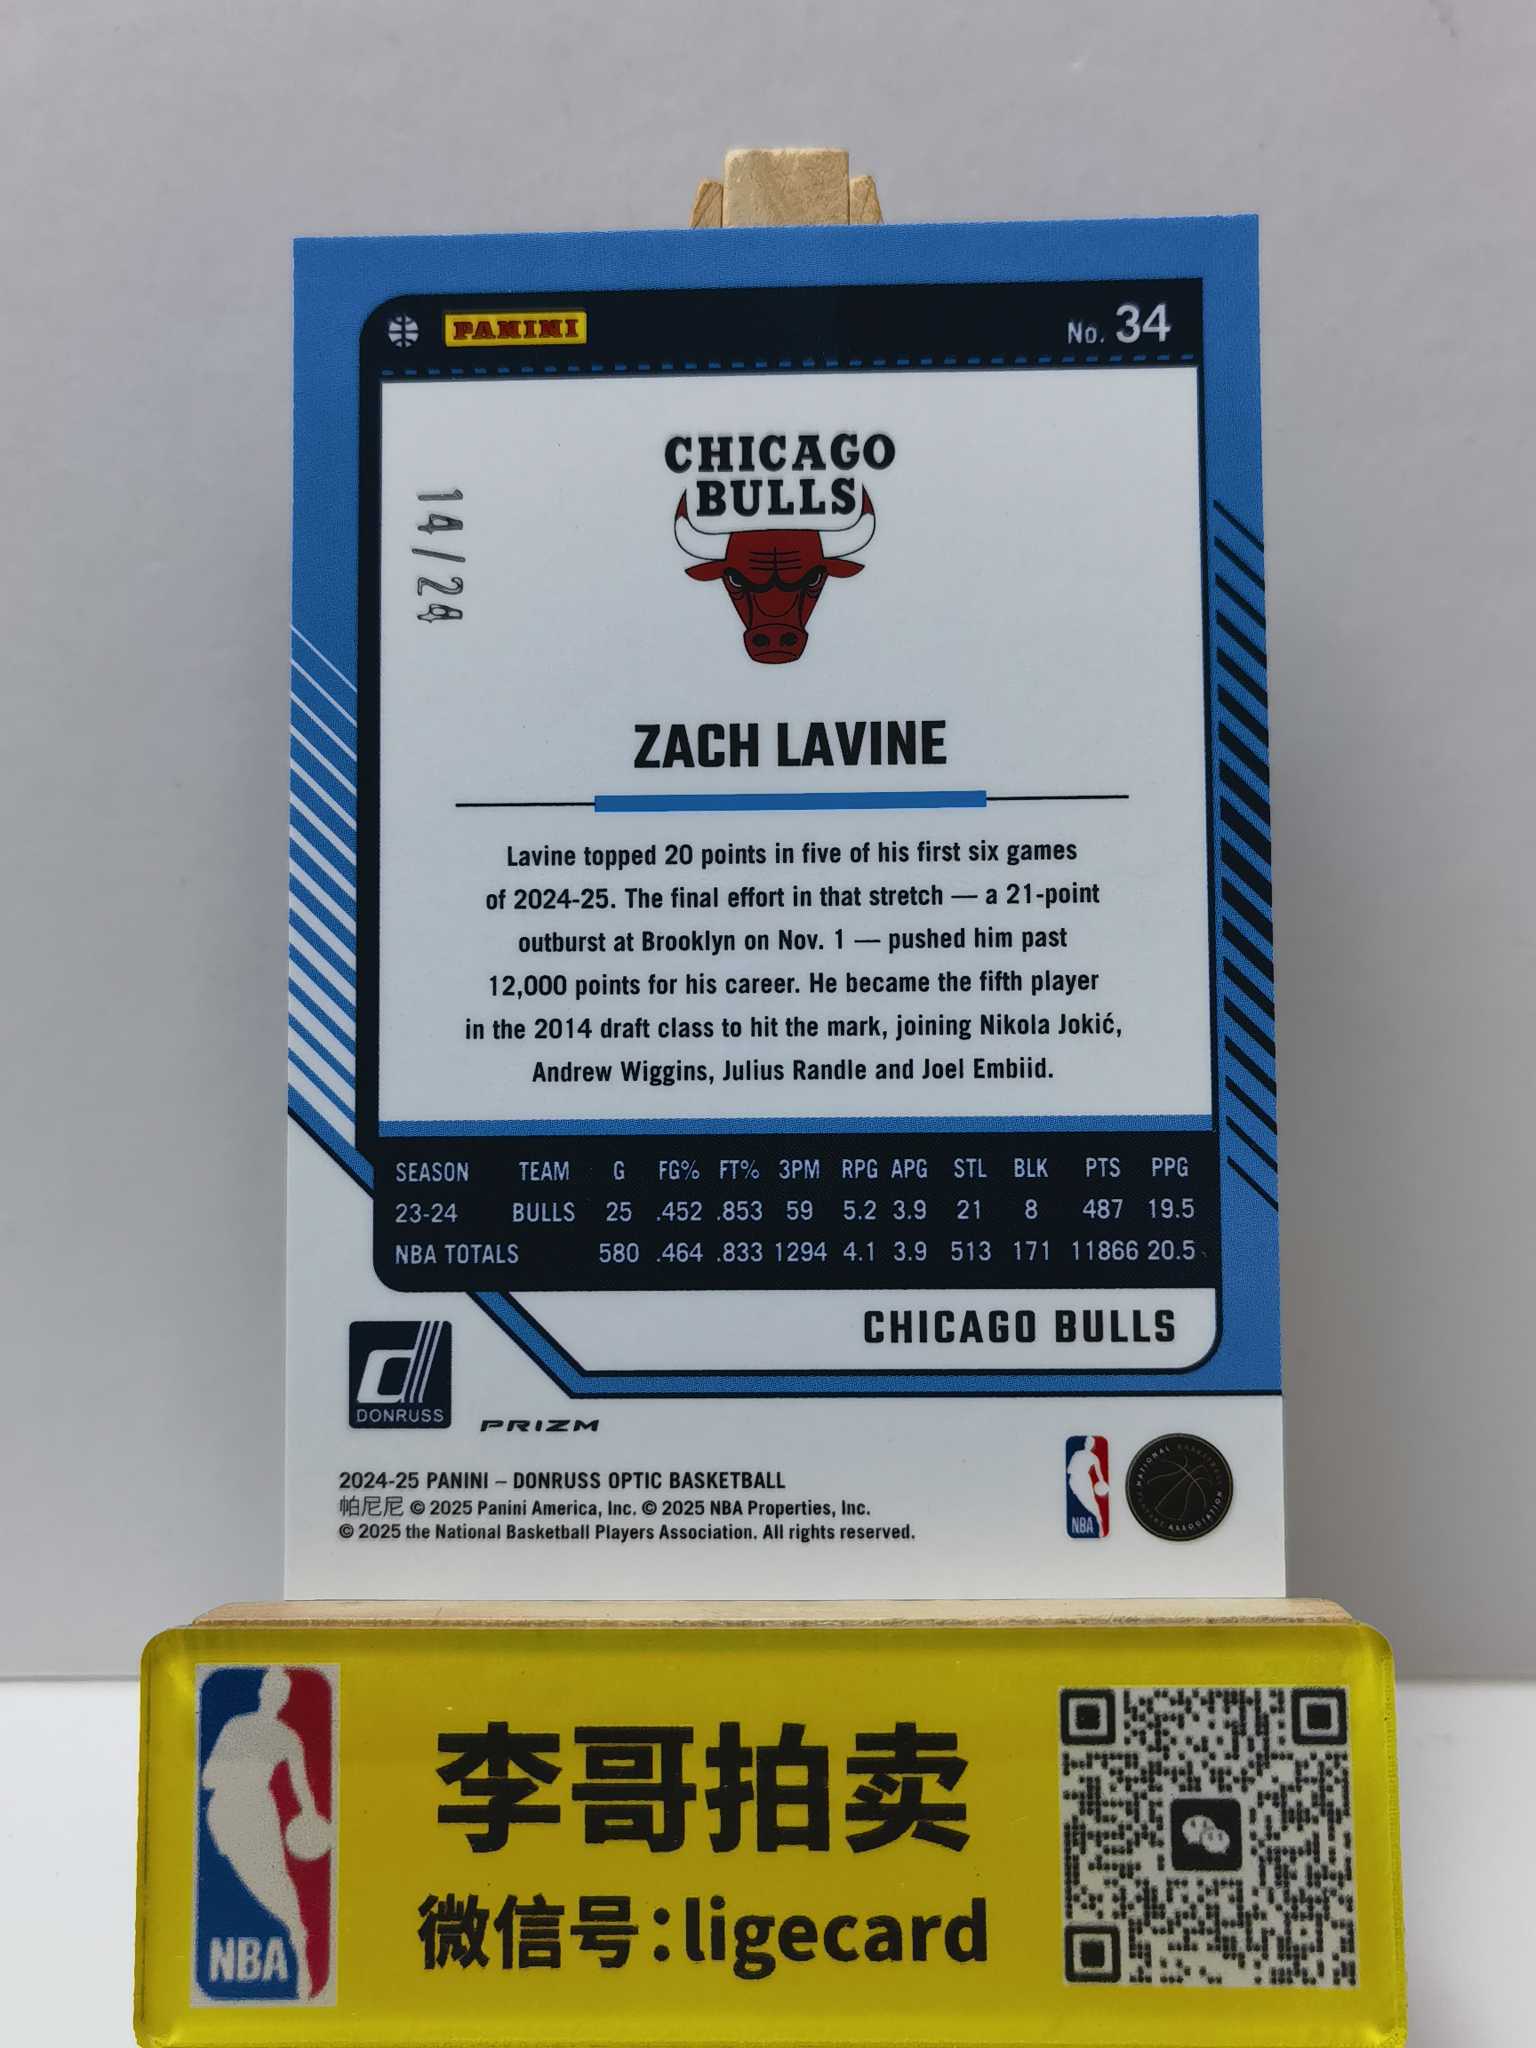 PANINI
No. 34
CHICAGO
BULLS
14/24
ZACH LAVINE
Lavine topped 20 points in five of his first six games
of 2024-25. The final effort in that stretch — a 21-point
outburst at Brooklyn on Nov. 1 — pushed him past
12,000 points for his career. He became the fifth player
in the 2014 draft class to hit the mark, joining Nikola Jokić,
Andrew Wiggins, Julius Randle and Joel Embiid.
SEASON TEAM G FG% FT% 3PM RPG APG STL BLK PTS PPG
23-24 BULLS 25 .452 .853 59 5.2 3.9 21 8 487 19.5
NBA TOTALS 580 .464 .833 1294 4.1 3.9 513 171 11866 20.5
CHICAGO BULLS
DONRUSS
PRIZM
2024-25 PANINI – DONRUSS OPTIC BASKETBALL
帕尼尼 © 2025 Panini America, Inc. © 2025 NBA Properties, Inc.
© 2025 the National Basketball Players Association. All rights reserved.
NBA
NATIONAL BASKETBALL PLAYERS ASSOCIATION
NBA
李哥拍卖
微信号:ligecard